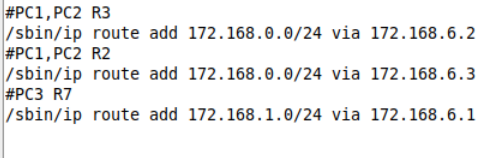 #PC1,PC2 R3
/sbin/ip route add 172.168.0.0/24 via 172.168.6.2
#PC1,PC2 R2
/sbin/ip route add 172.168.0.0/24 via 172.168.6.3
#PC3 R7
/sbin/ip route add 172.168.1.0/24 via 172.168.6.1